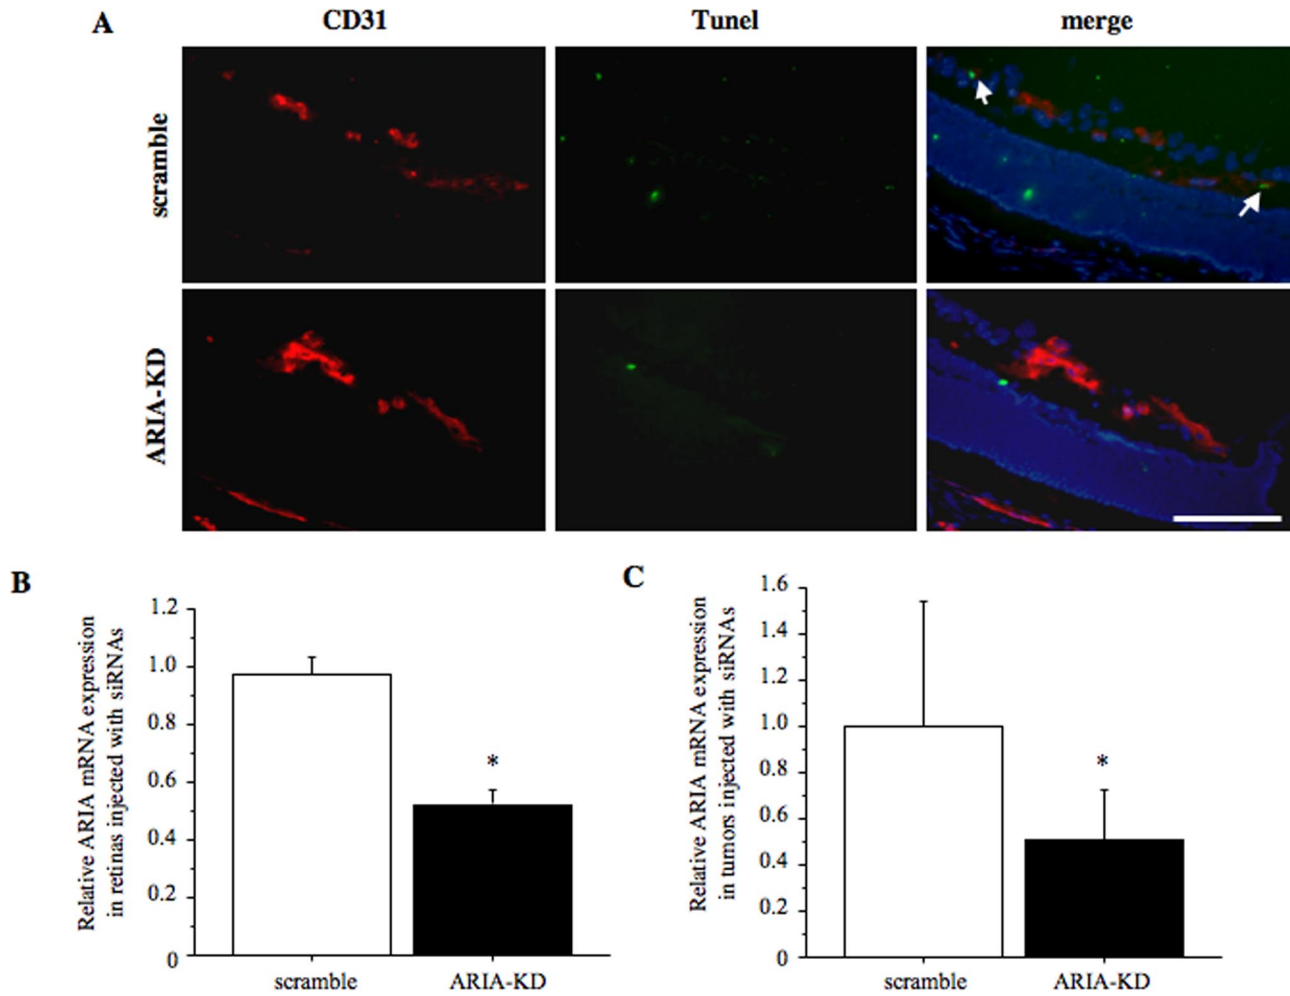 A
CD31
Tunel
merge
scramble
ARIA-KD
B
Relative ARIA mRNA expression
in retinas injected with siRNAs
1.2
1.0
0.8
0.6
0.4
0.2
0
*
scramble
ARIA-KD
C
Relative ARIA mRNA expression
in tumors injected with siRNAs
1.6
1.4
1.2
1.0
0.8
0.6
0.4
0.2
0
*
scramble
ARIA-KD